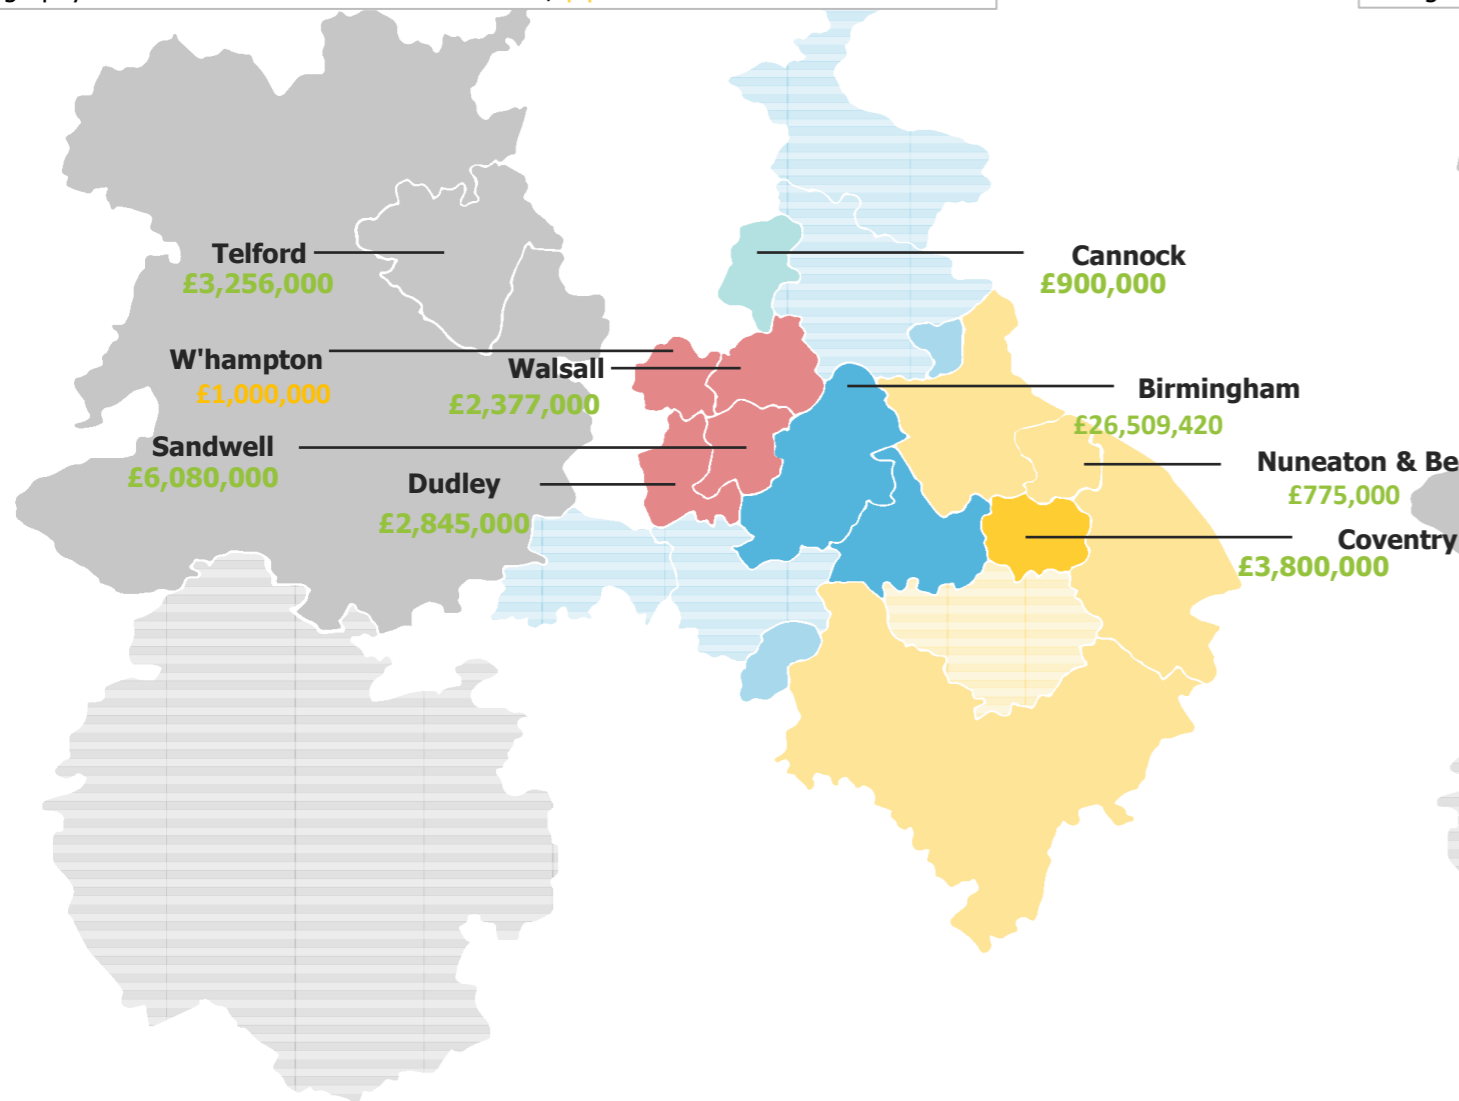 Telford
£3,256,000
Cannock
£900,000
W'hampton
£1,000,000
Walsall
£2,377,000
Birmingham
£26,509,420
Sandwell
£6,080,000
Dudley
£2,845,000
Nuneaton & Be
£775,000
Coventry
£3,800,000